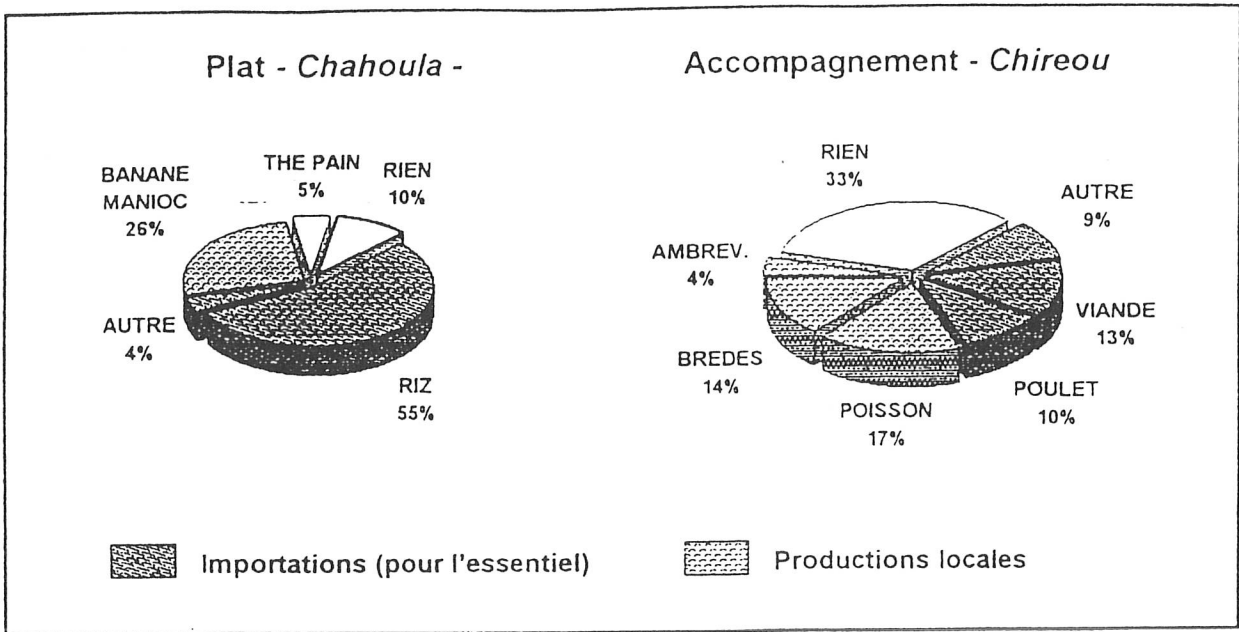 Plat - Chahoula -
THE PAIN
5%
RIEN
10%
BANANE
MANIOC
26%
AUTRE
4%
RIZ
55%
Accompagnement - Chireou
RIEN
33%
AUTRE
9%
AMBREV.
4%
VIANDE
13%
BREDES
14%
POULET
10%
POISSON
17%
Importations (pour l'essentiel)
Productions locales